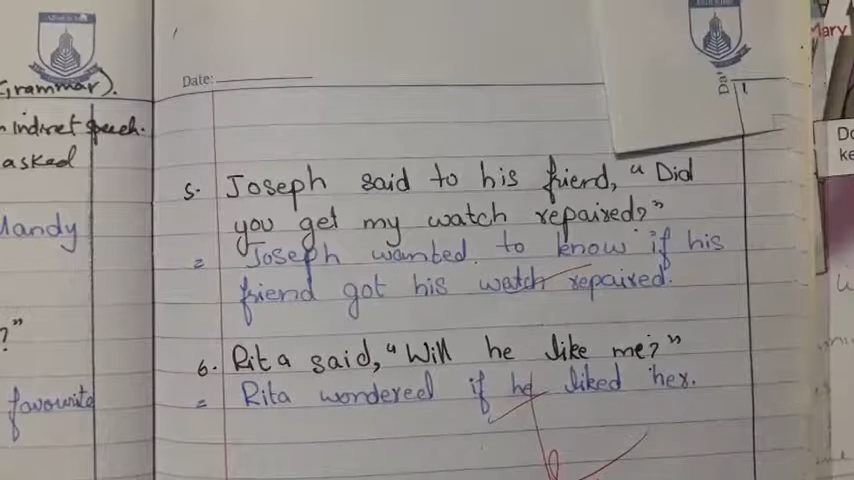 Grammar).
indirect speech.
asked
Mandy
?"
favourite
Date:
5. Joseph said to his friend, "Did
you get my watch repaired?"
= Joseph wanted to know if his
friend got his watch repaired.
6. Rita said, "Will he like me?"
= Rita wondered if he liked her.
Mary